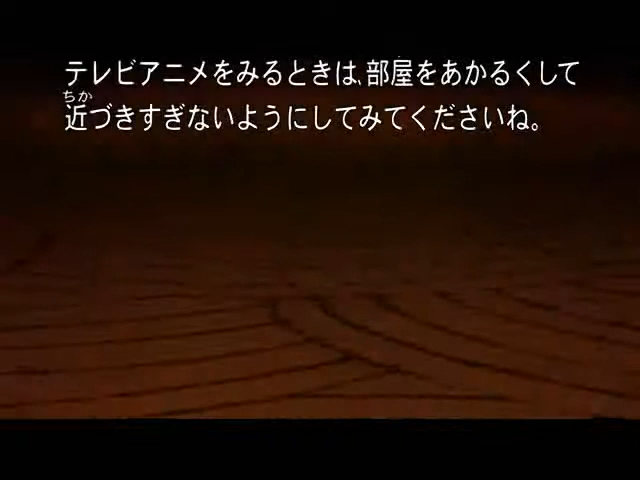 テレビアニメをみるときは、部屋をあかるくして
ちか
近づきすぎないようにしてみてくださいね。